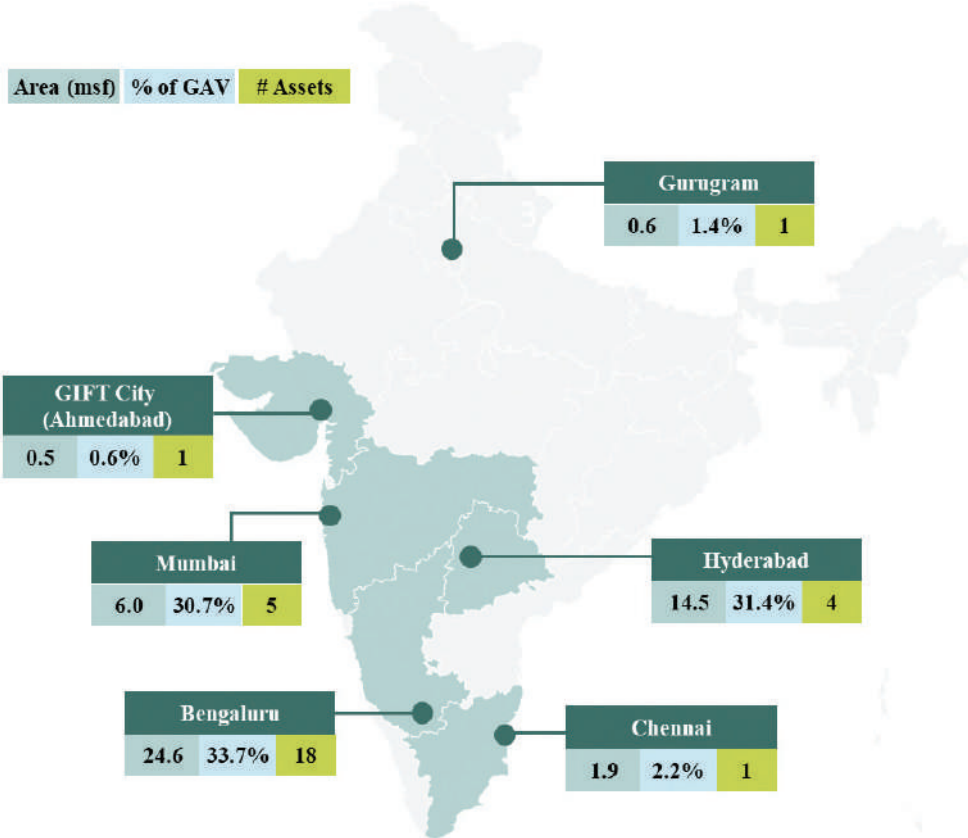 Area (msf) % of GAV # Assets
Gurugram
0.6 1.4% 1
GIFT City
(Ahmedabad)
0.5 0.6% 1
Mumbai
6.0 30.7% 5
Hyderabad
14.5 31.4% 4
Bengaluru
24.6 33.7% 18
Chennai
1.9 2.2% 1